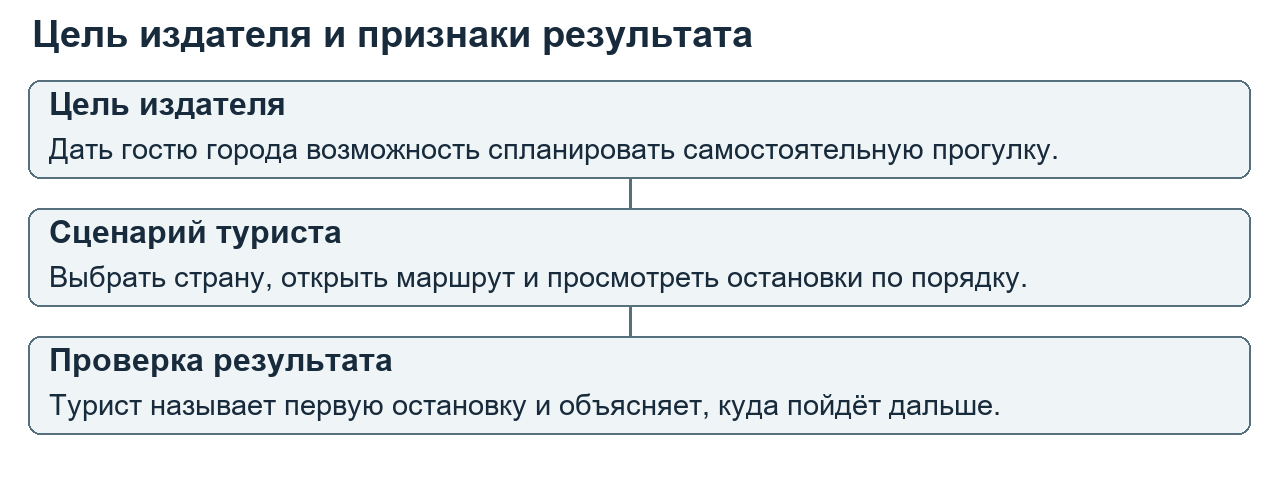 Цель издателя и признаки результата
Цель издателя
Дать гостю города возможность спланировать самостоятельную прогулку.
Сценарий туриста
Выбрать страну, открыть маршрут и просмотреть остановки по порядку.
Проверка результата
Турист называет первую остановку и объясняет, куда пойдёт дальше.